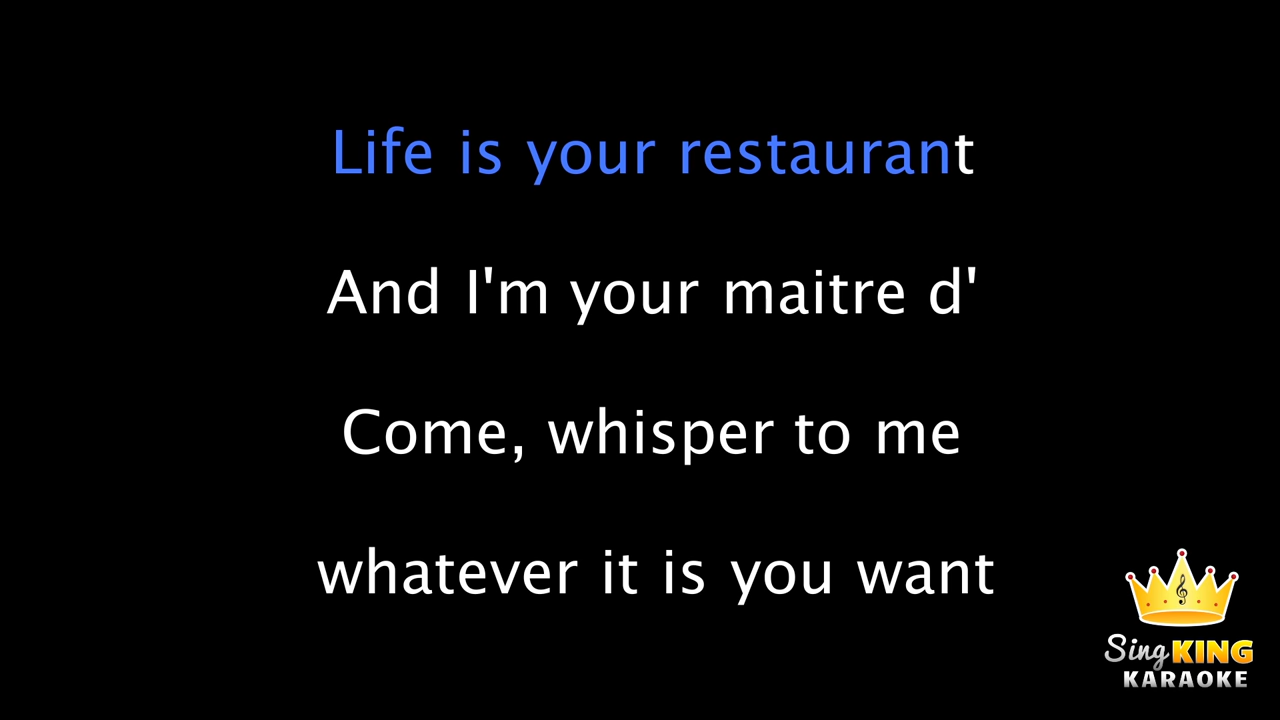 Life is your restaurant
And I'm your maitre d'
Come, whisper to me
whatever it is you want
Sing KING
KARAOKE